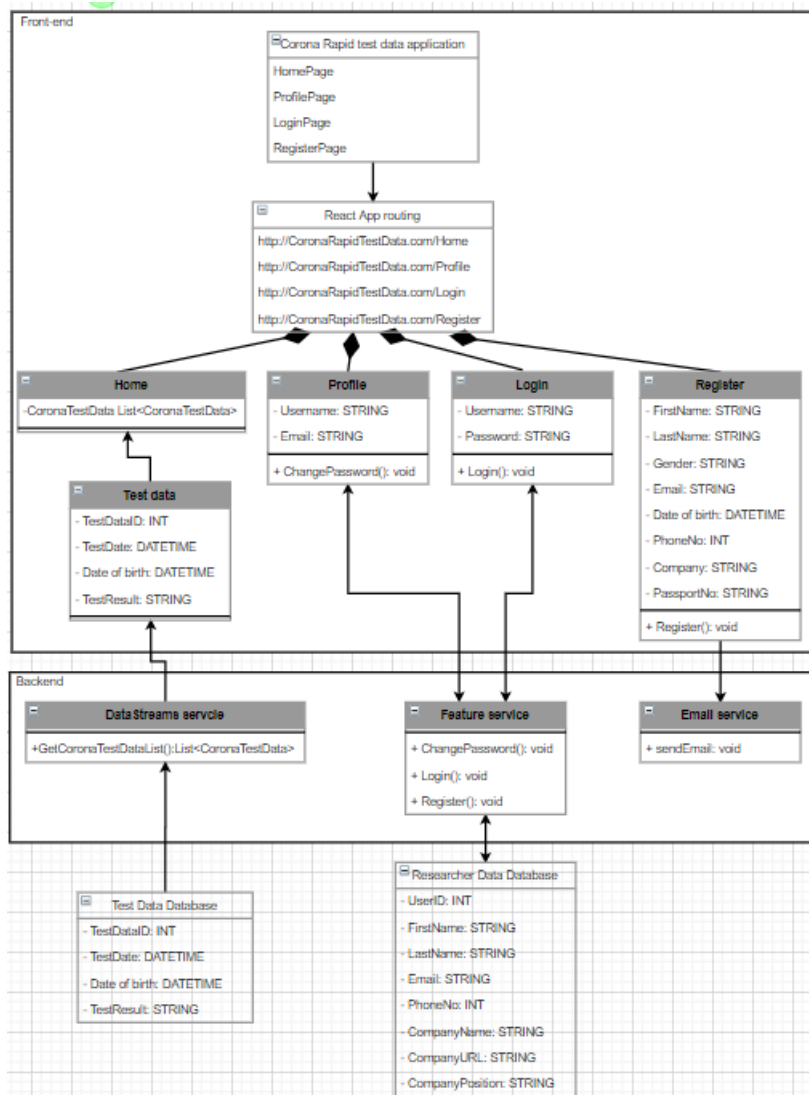 Front-end
Corona Rapid test data application
HomePage
ProfilePage
LoginPage
RegisterPage
React App routing
http://CoronaRapidTestData.com/Home
http://CoronaRapidTestData.com/Profile
http://CoronaRapidTestData.com/Login
http://CoronaRapidTestData.com/Register
Home
-CoronaTestData List<CoronaTestData>
Profile
- Username: STRING
- Email: STRING
+ ChangePassword(): void
Login
- Username: STRING
- Password: STRING
+ Login(): void
Register
- FirstName: STRING
- LastName: STRING
- Gender: STRING
- Email: STRING
- Date of birth: DATETIME
- PhoneNo: INT
- Company: STRING
- PassportNo: STRING
+ Register(): void
Test data
- TestDataID: INT
- TestDate: DATETIME
- Date of birth: DATETIME
- TestResult: STRING
Backend
DataStreams servcie
+GetCoronaTestDataList():List<CoronaTestData>
Feature service
+ ChangePassword(): void
+ Login(): void
+ Register(): void
Email service
+ sendEmail: void
Test Data Database
- TestDataID: INT
- TestDate: DATETIME
- Date of birth: DATETIME
- TestResult: STRING
Researcher Data Database
- UserID: INT
- FirstName: STRING
- LastName: STRING
- Email: STRING
- PhoneNo: INT
- CompanyName: STRING
- CompanyURL: STRING
- CompanyPosition: STRING